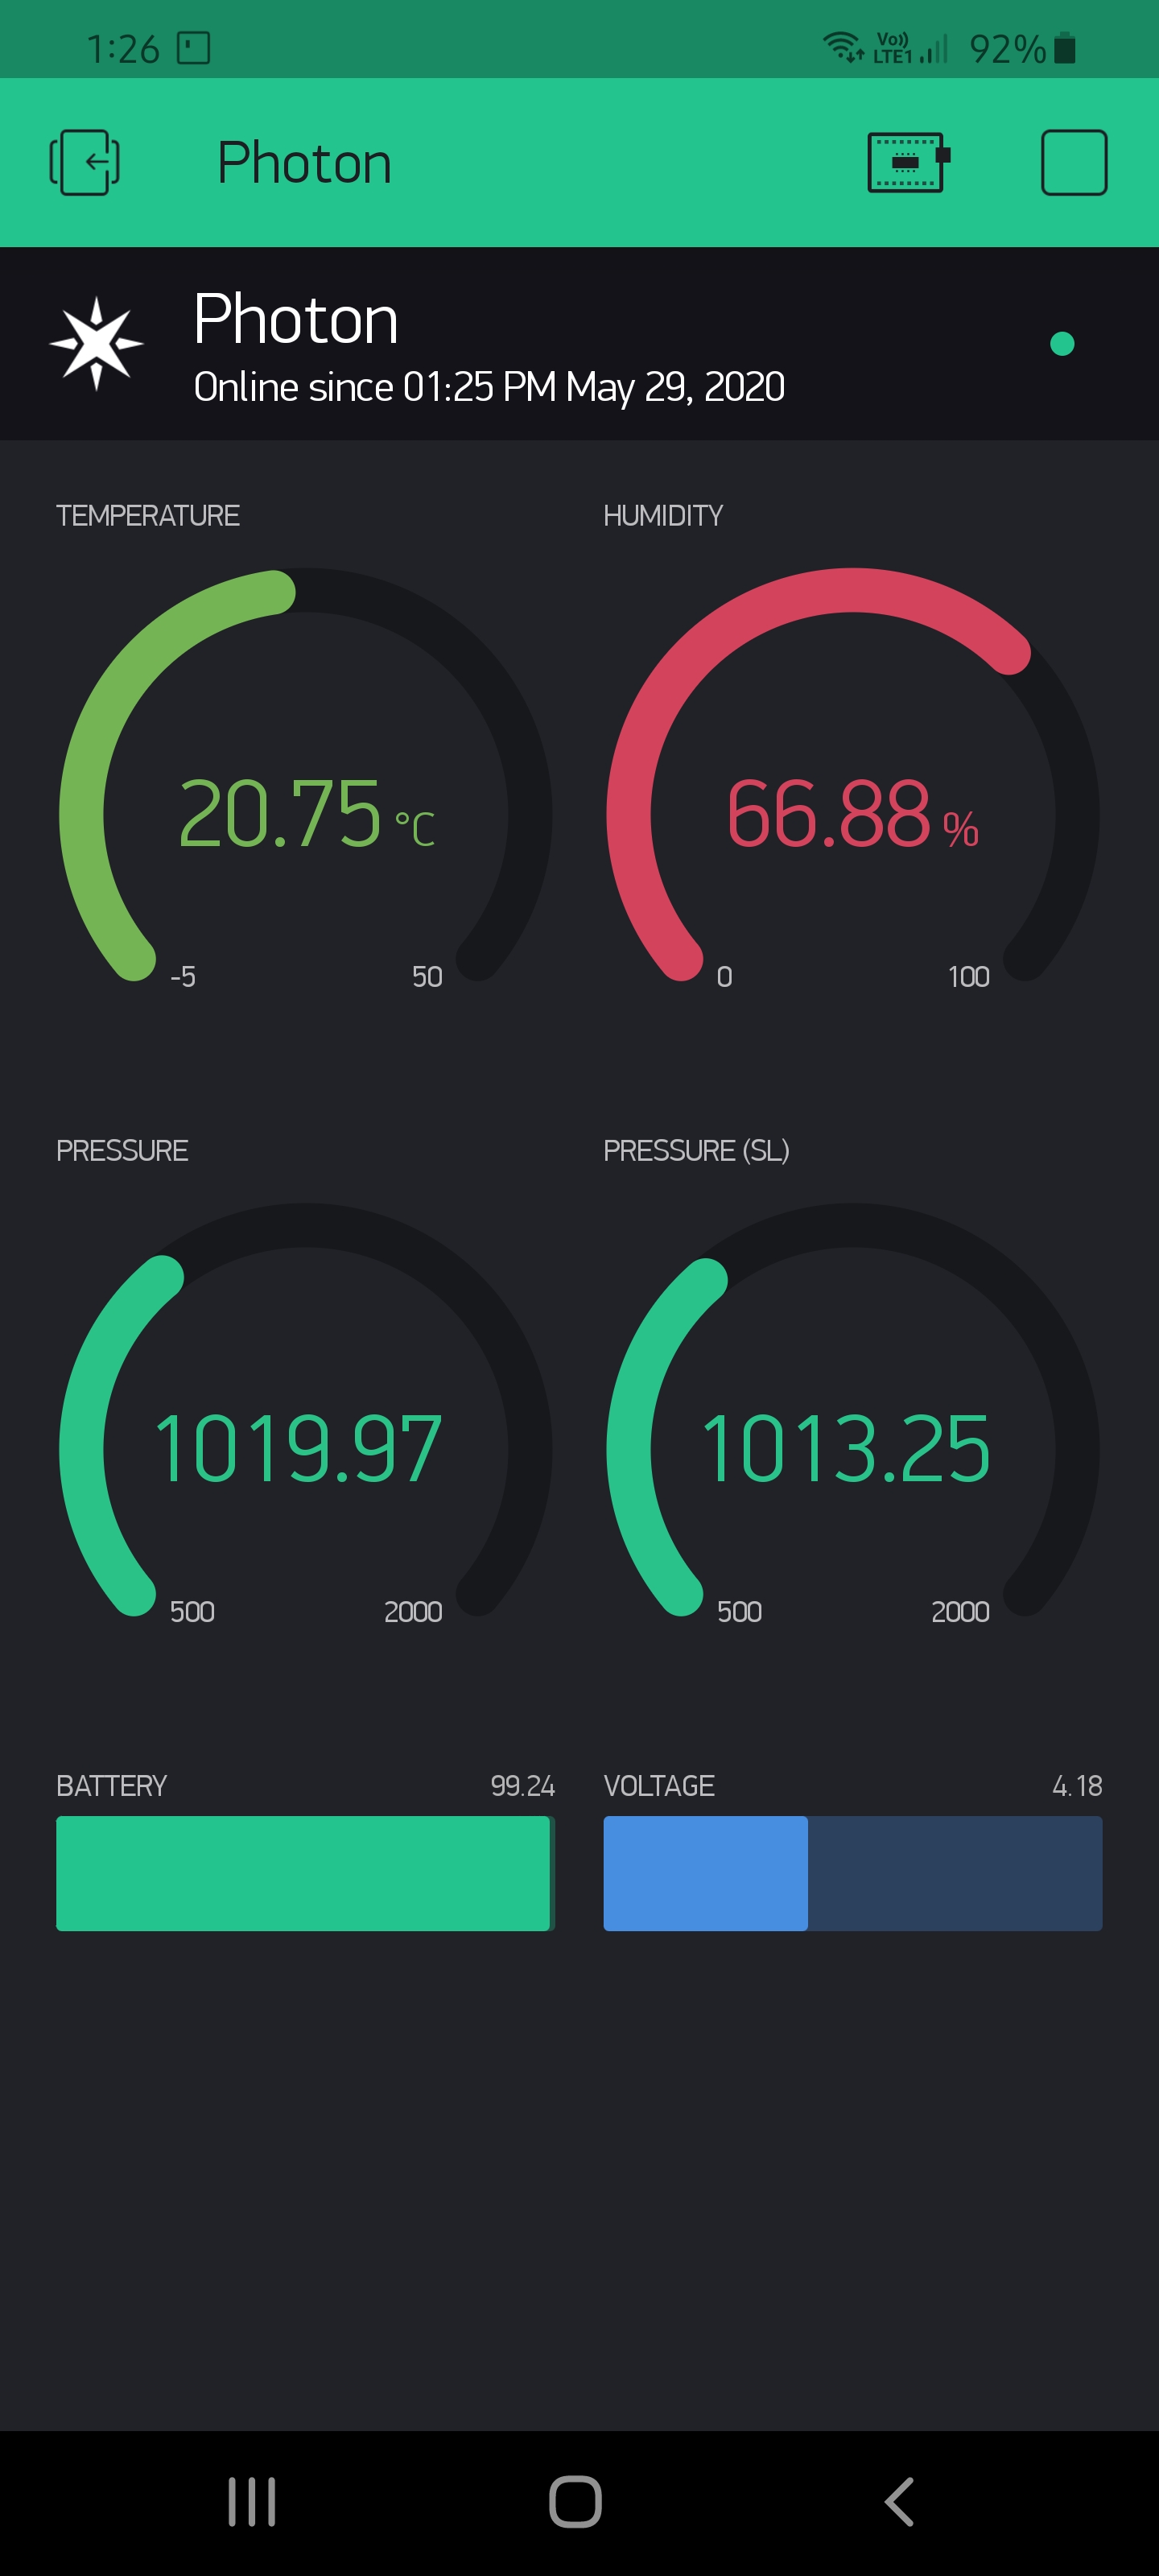 1:26 Vo)) LTE1 92%
Photon
Photon
Online since 01:25 PM May 29, 2020
TEMPERATURE HUMIDITY
20.75 °C 66.88 %
-5 50 0 100
PRESSURE PRESSURE (SL)
1019.97 1013.25
500 2000 500 2000
BATTERY 99.24 VOLTAGE 4.18